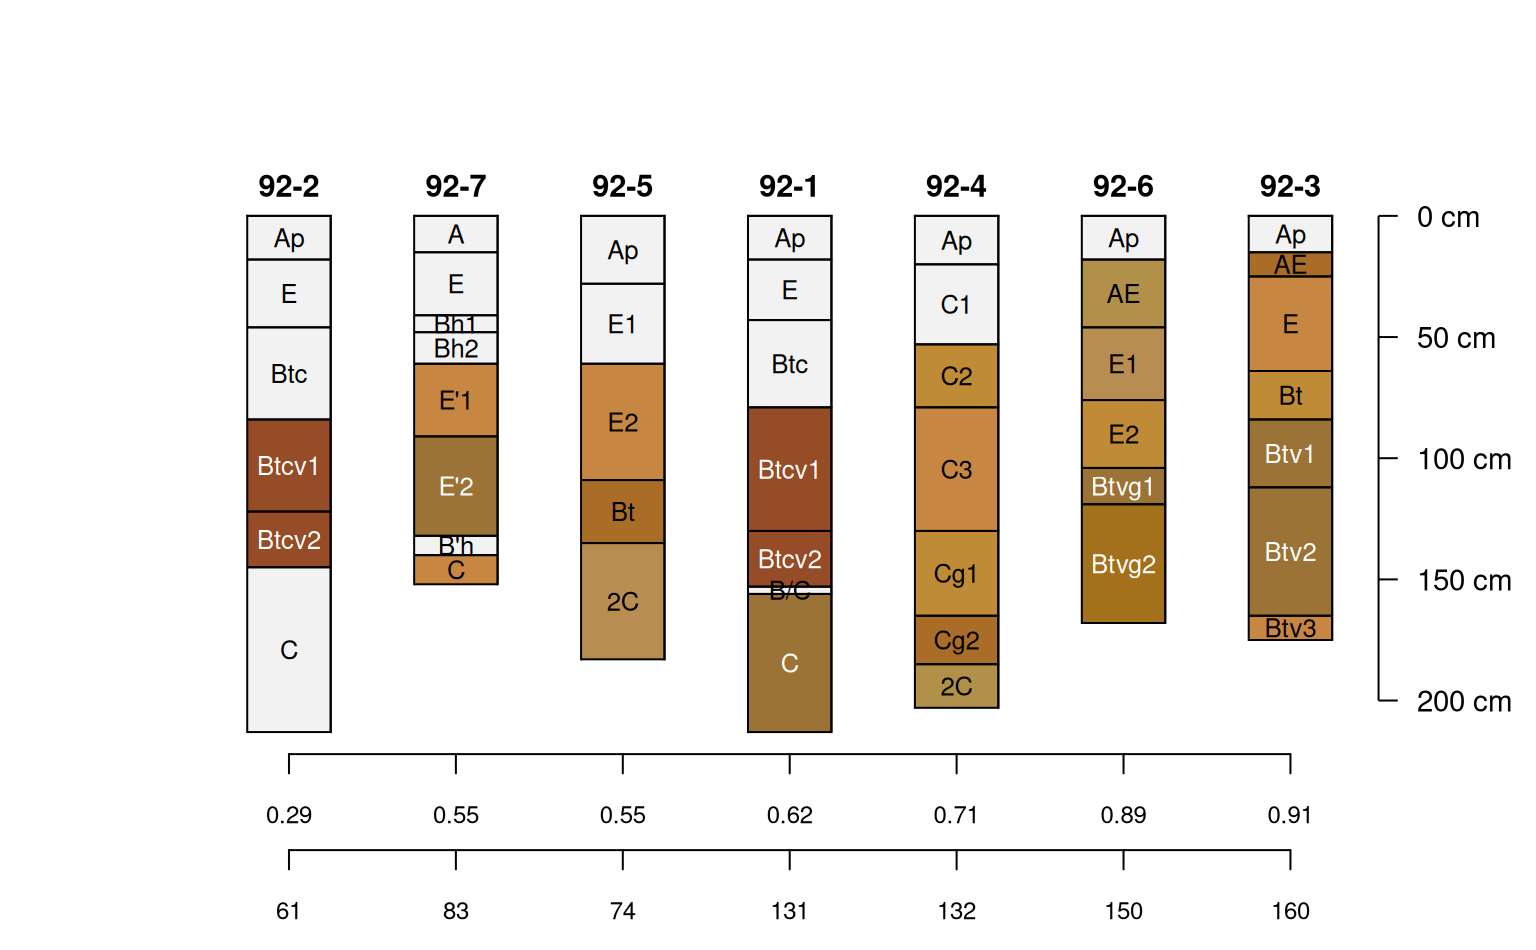 92-2 92-7 92-5 92-1 92-4 92-6 92-3
Ap
E
Btc
Btcv1
Btcv2
C
A
E
Bh1
Bh2
E'1
E'2
B'h
C
Ap
E1
E2
Bt
2C
Ap
E
Btc
Btcv1
Btcv2
B/C
C
Ap
C1
C2
C3
Cg1
Cg2
2C
Ap
AE
E1
E2
Btvg1
Btvg2
Ap
AE
E
Bt
Btv1
Btv2
Btv3
0 cm
50 cm
100 cm
150 cm
200 cm
0.29 0.55 0.55 0.62 0.71 0.89 0.91
61 83 74 131 132 150 160